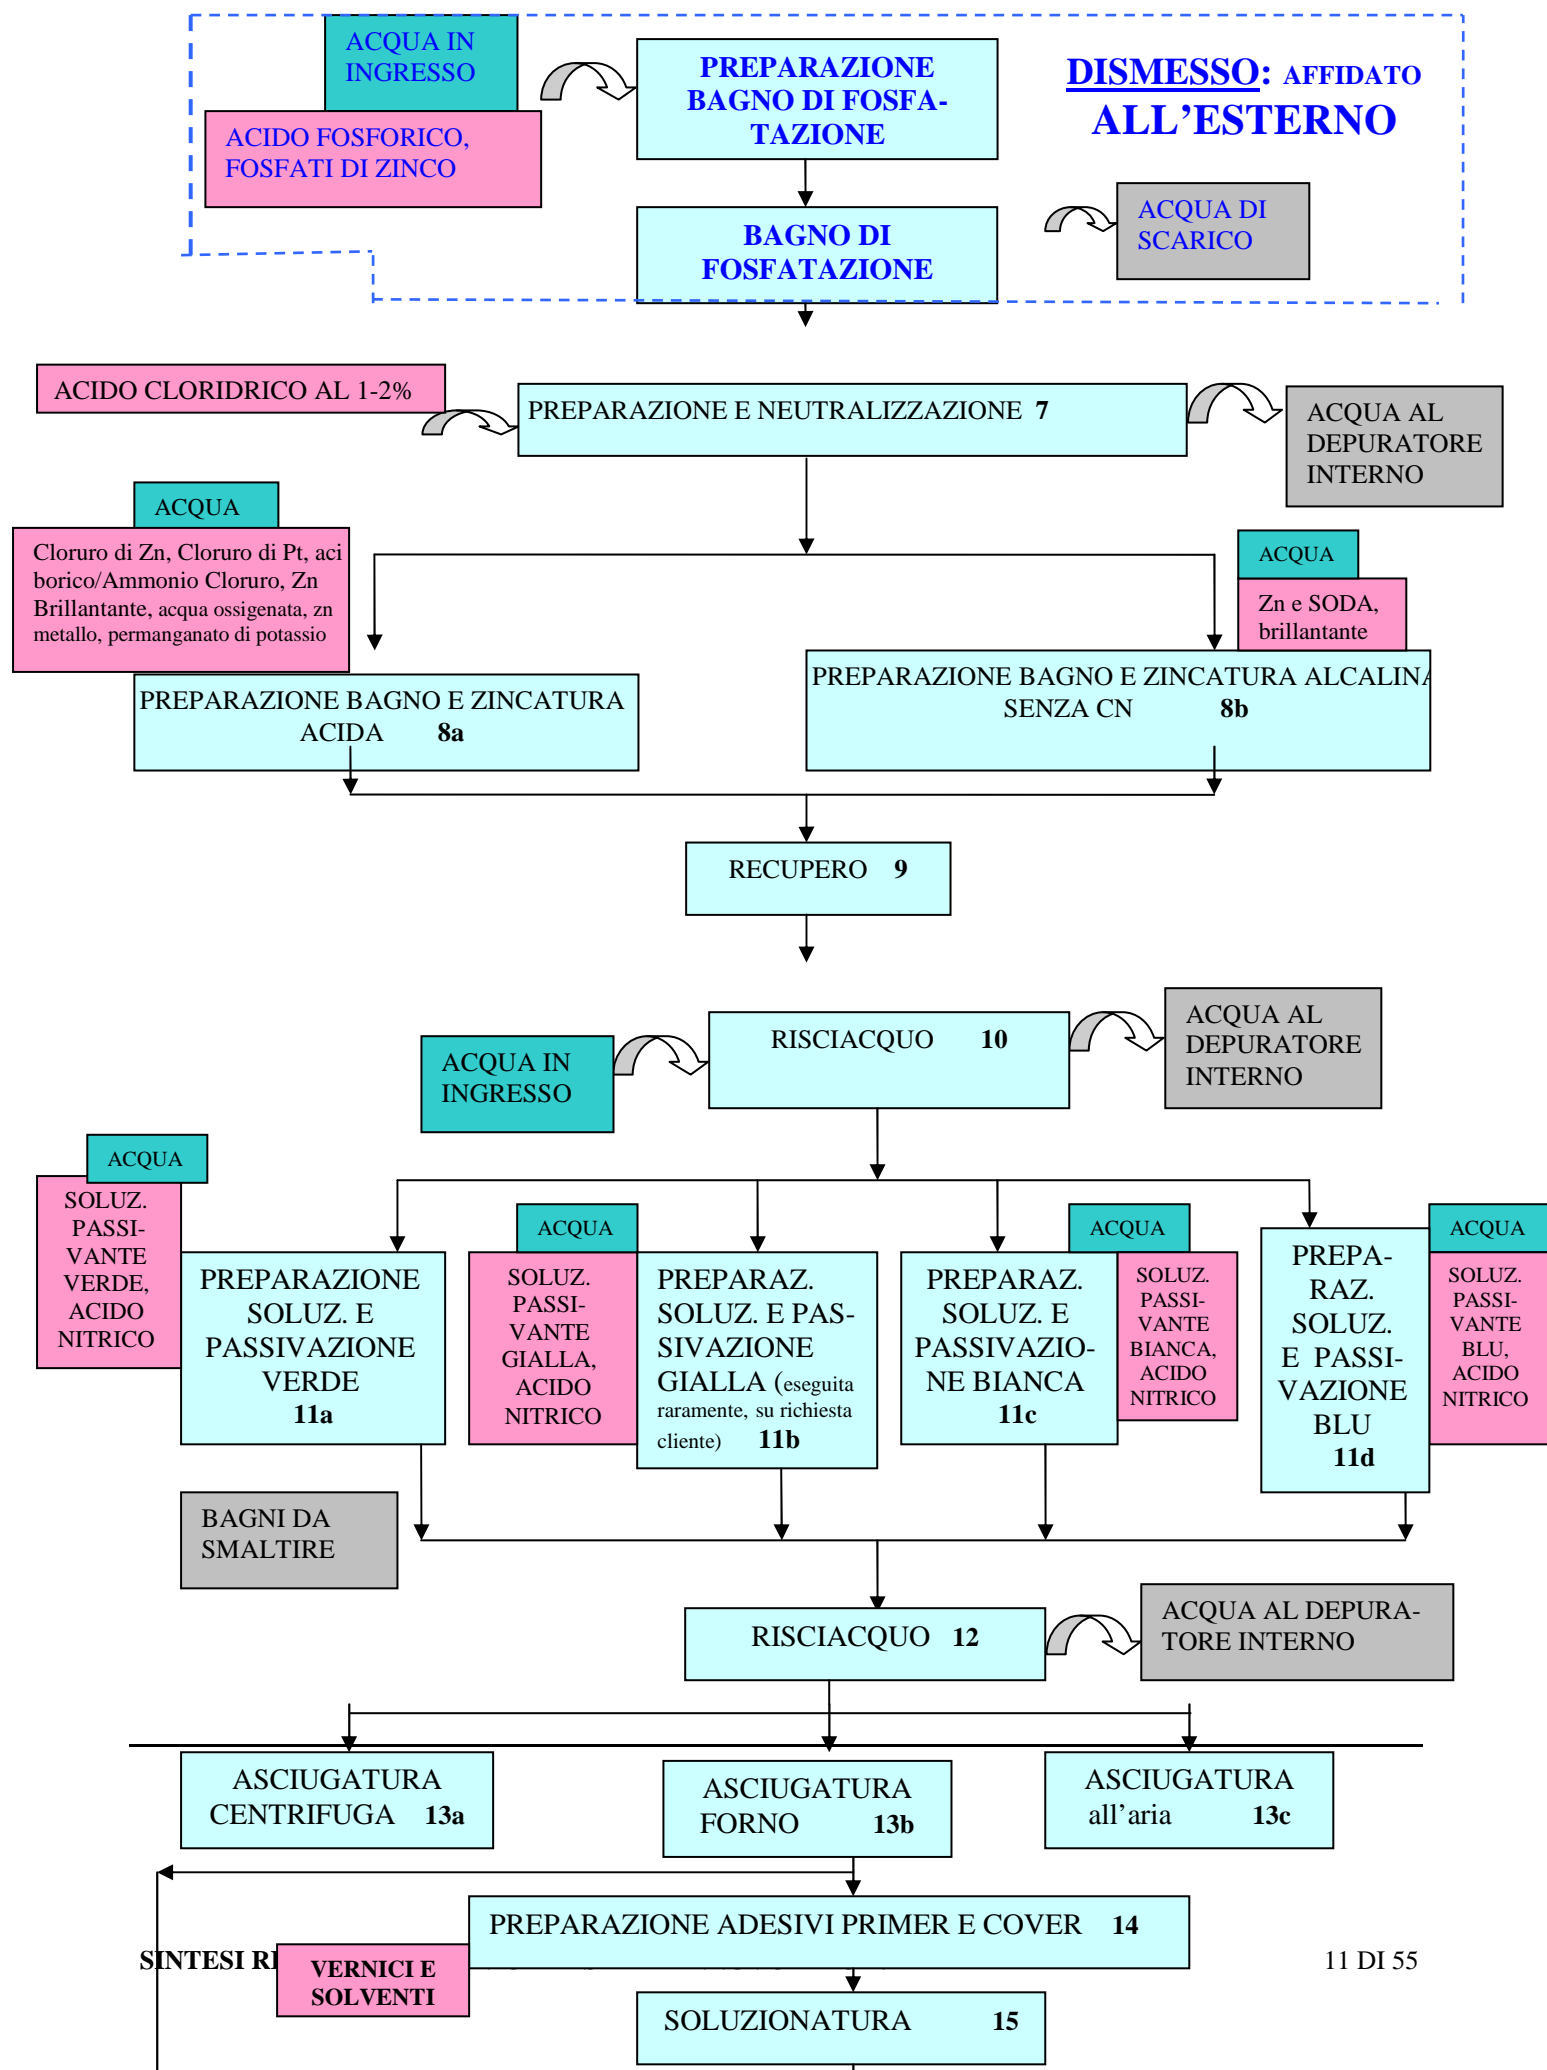 ACQUA IN
INGRESSO
ACIDO FOSFORICO,
FOSFATI DI ZINCO
PREPARAZIONE
BAGNO DI FOSFA-
TAZIONE
DISMESSO: AFFIDATO
ALL'ESTERNO
BAGNO DI
FOSFATAZIONE
ACQUA DI
SCARICO
ACIDO CLORIDRICO AL 1-2%
PREPARAZIONE E NEUTRALIZZAZIONE 7
ACQUA AL
DEPURATORE
INTERNO
ACQUA
Cloruro di Zn, Cloruro di Pt, aci
borico/Ammonio Cloruro, Zn
Brillantante, acqua ossigenata, zn
metallo, permanganato di potassio
ACQUA
Zn e SODA,
brillantante
PREPARAZIONE BAGNO E ZINCATURA
ACIDA 8a
PREPARAZIONE BAGNO E ZINCATURA ALCALINA
SENZA CN 8b
RECUPERO 9
ACQUA IN
INGRESSO
RISCIACQUO 10
ACQUA AL
DEPURATORE
INTERNO
ACQUA
SOLUZ.
PASSI-
VANTE
VERDE,
ACIDO
NITRICO
PREPARAZIONE
SOLUZ. E
PASSIVAZIONE
VERDE
11a
ACQUA
SOLUZ.
PASSI-
VANTE
GIALLA,
ACIDO
NITRICO
PREPARAZ.
SOLUZ. E PAS-
SIVAZIONE
GIALLA (eseguita
raramente, su richiesta
cliente) 11b
PREPARAZ.
SOLUZ. E
PASSIVAZIO-
NE BIANCA
11c
ACQUA
SOLUZ.
PASSI-
VANTE
BIANCA,
ACIDO
NITRICO
PREPA-
RAZ.
SOLUZ.
E PASSI-
VAZIONE
BLU
11d
ACQUA
SOLUZ.
PASSI-
VANTE
BLU,
ACIDO
NITRICO
BAGNI DA
SMALTIRE
RISCIACQUO 12
ACQUA AL DEPURA-
TORE INTERNO
ASCIUGATURA
CENTRIFUGA 13a
ASCIUGATURA
FORNO 13b
ASCIUGATURA
all'aria 13c
PREPARAZIONE ADESIVI PRIMER E COVER 14
SINTESI
11 DI 55
VERNICI E
SOLVENTI
SOLUZIONATURA 15